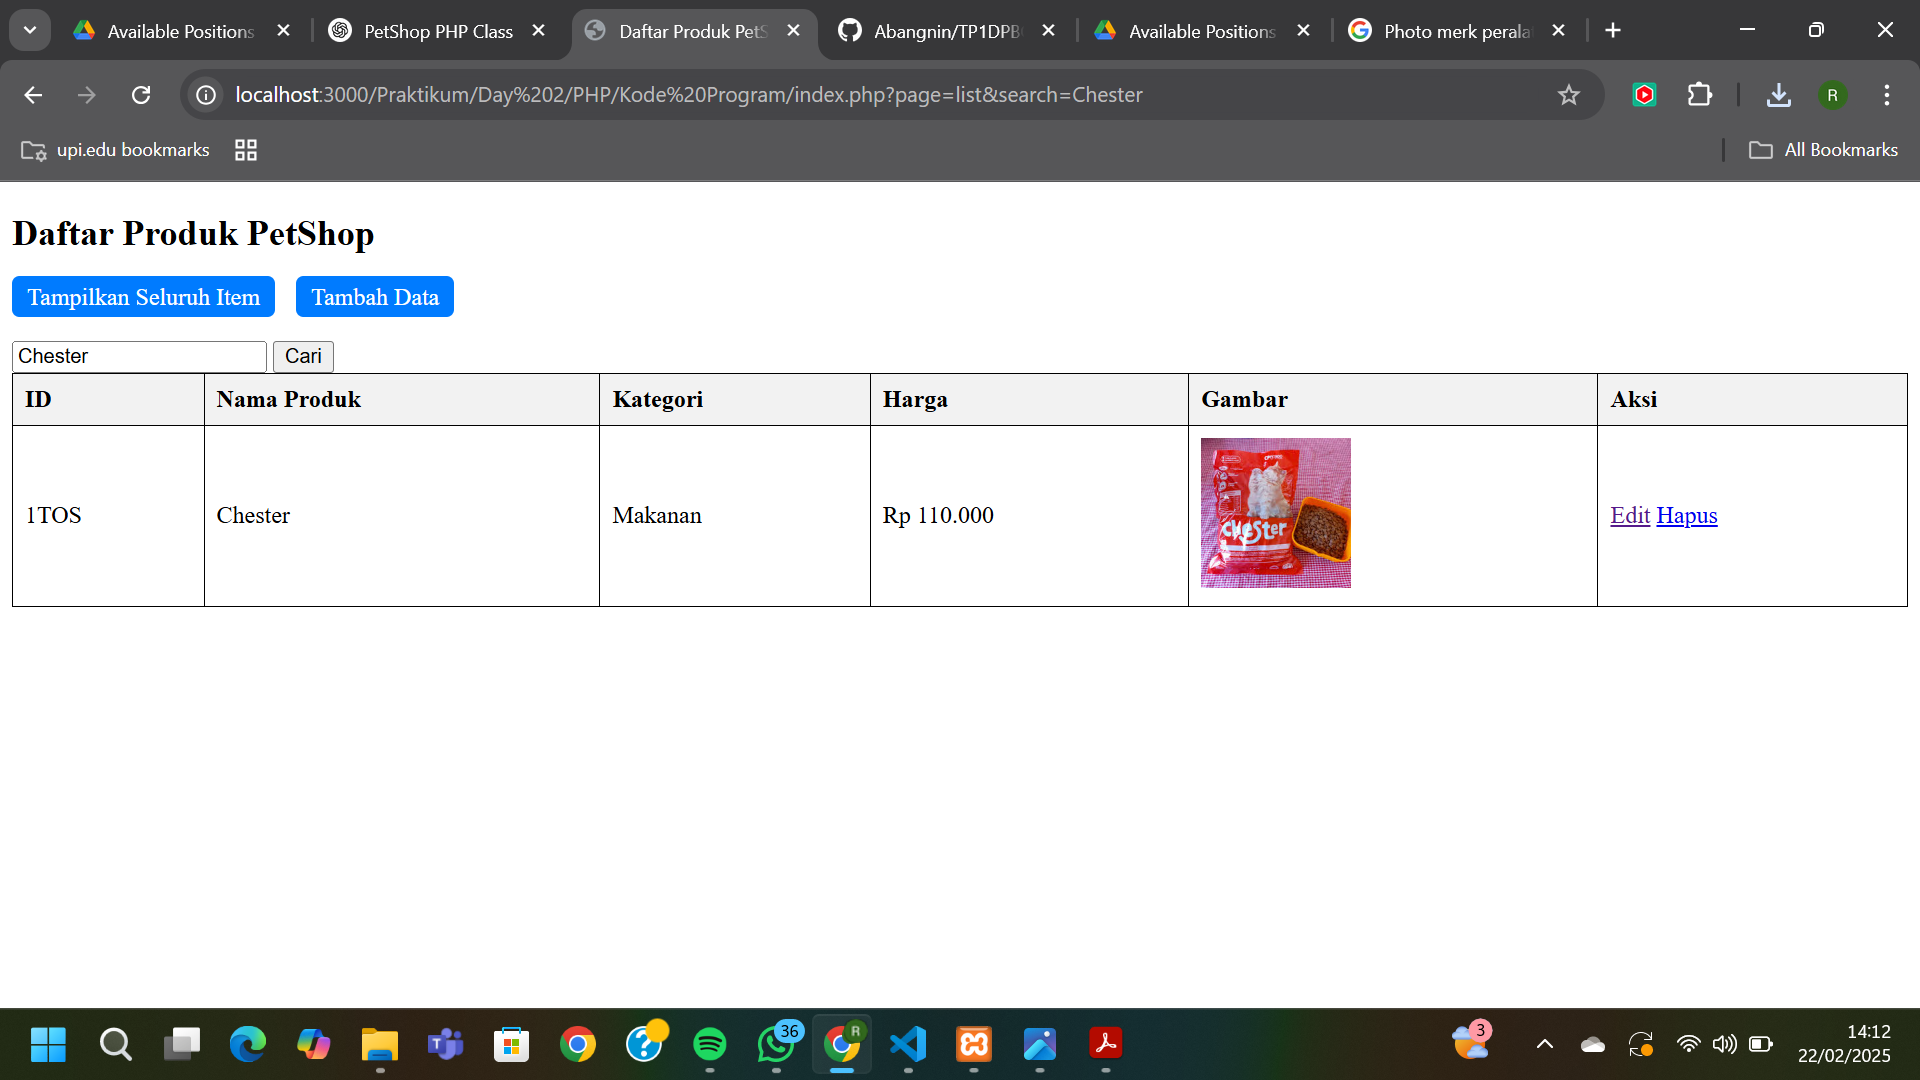 Available Positions
PetShop PHP Class
Daftar Produk PetS
Abangnin/TP1DPB
Available Positions
Photo merk perala
localhost:3000/Praktikum/Day%202/PHP/Kode%20Program/index.php?page=list&search=Chester
R
upi.edu bookmarks
All Bookmarks
Daftar Produk PetShop
Tampilkan Seluruh Item
Tambah Data
Chester
Cari
ID Nama Produk Kategori Harga Gambar Aksi
1TOS Chester Makanan Rp 110.000 Edit Hapus
CHESTER
36
R
3
14:12
22/02/2025